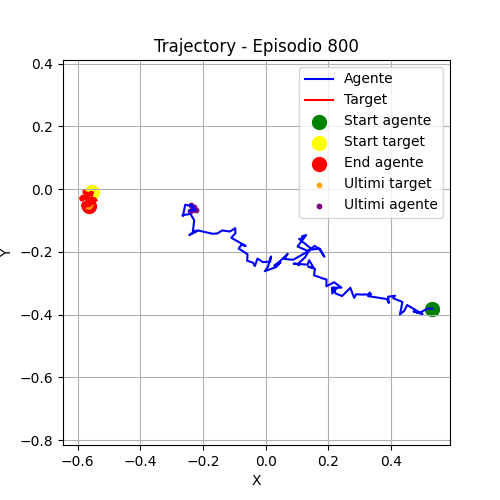 Trajectory - Episodio 800
0.4
0.2
0.0
−0.2
−0.4
−0.6
−0.8
Y
Agente
Target
Start agente
Start target
End agente
Ultimi target
Ultimi agente
−0.6
−0.4
−0.2
0.0
0.2
0.4
X